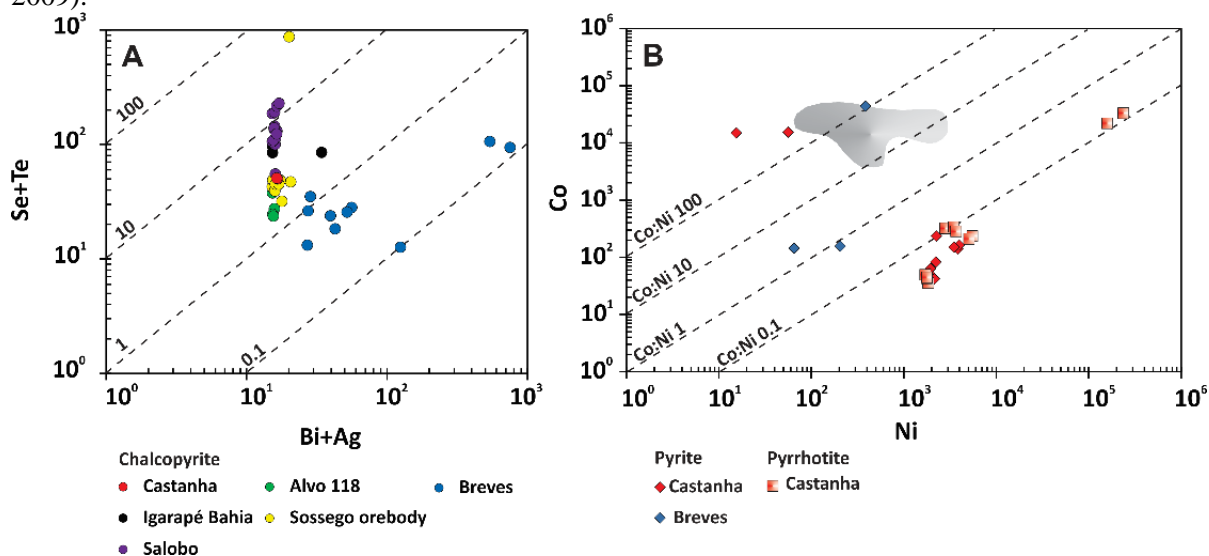 2009).
A
10³
10²
10¹
10⁰
Se+Te
100
10
1
0.1
10⁰ 10¹ 10² 10³
Bi+Ag
Chalcopyrite
Castanha Alvo 118 Breves
Igarapé Bahia Sossego orebody
Salobo
B
10⁶
10⁵
10⁴
10³
10²
10¹
10⁰
Co
Co:Ni 100
Co:Ni 10
Co:Ni 1
Co:Ni 0.1
10⁰ 10¹ 10² 10³ 10⁴ 10⁵ 10⁶
Ni
Pyrite Pyrrhotite
Castanha Castanha
Breves